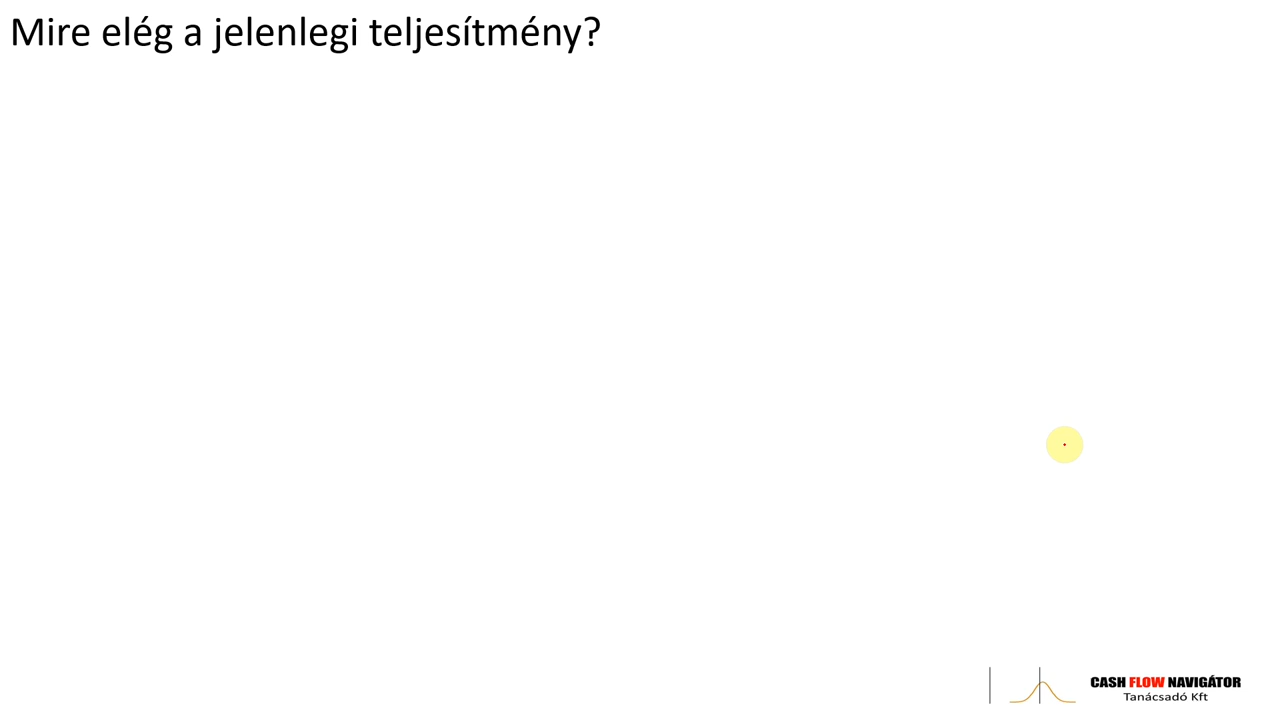 Mire elég a jelenlegi teljesítmény?
CASH FLOW NAVIGÁTOR
Tanácsadó Kft